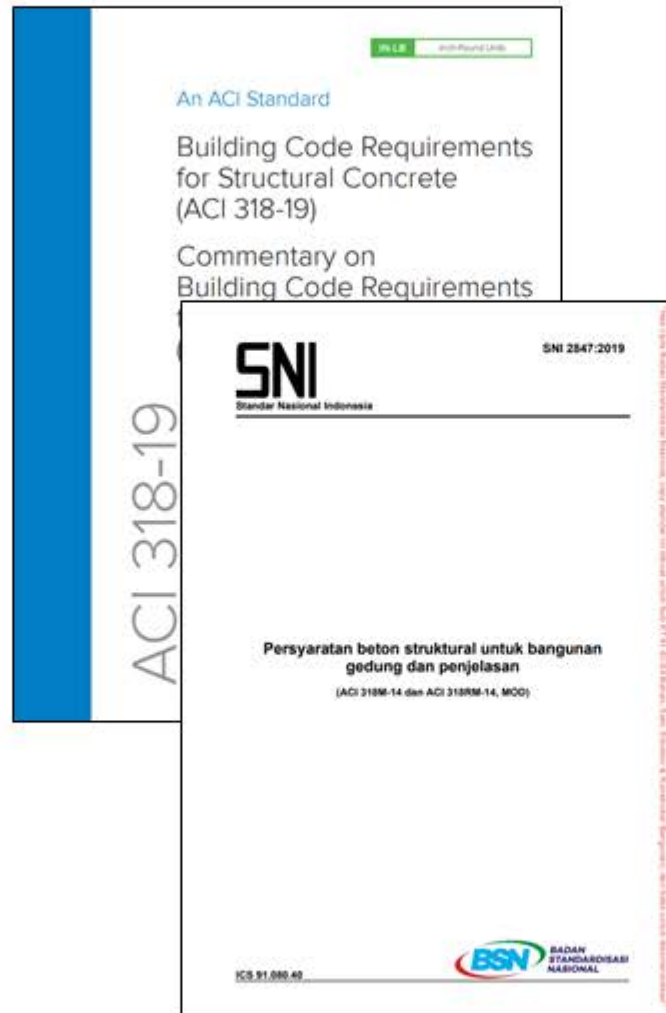 IN-LB Inch-Pound Units
An ACI Standard
Building Code Requirements
for Structural Concrete
(ACI 318-19)
Commentary on
Building Code Requirements
ACI 318-19
SNI
Standar Nasional Indonesia
SNI 2847:2019
Persyaratan beton struktural untuk bangunan
gedung dan penjelasan
(ACI 318M-14 dan ACI 318RM-14, MOD)
ICS 91.080.40
BSN
BADAN
STANDARDISASI
NASIONAL